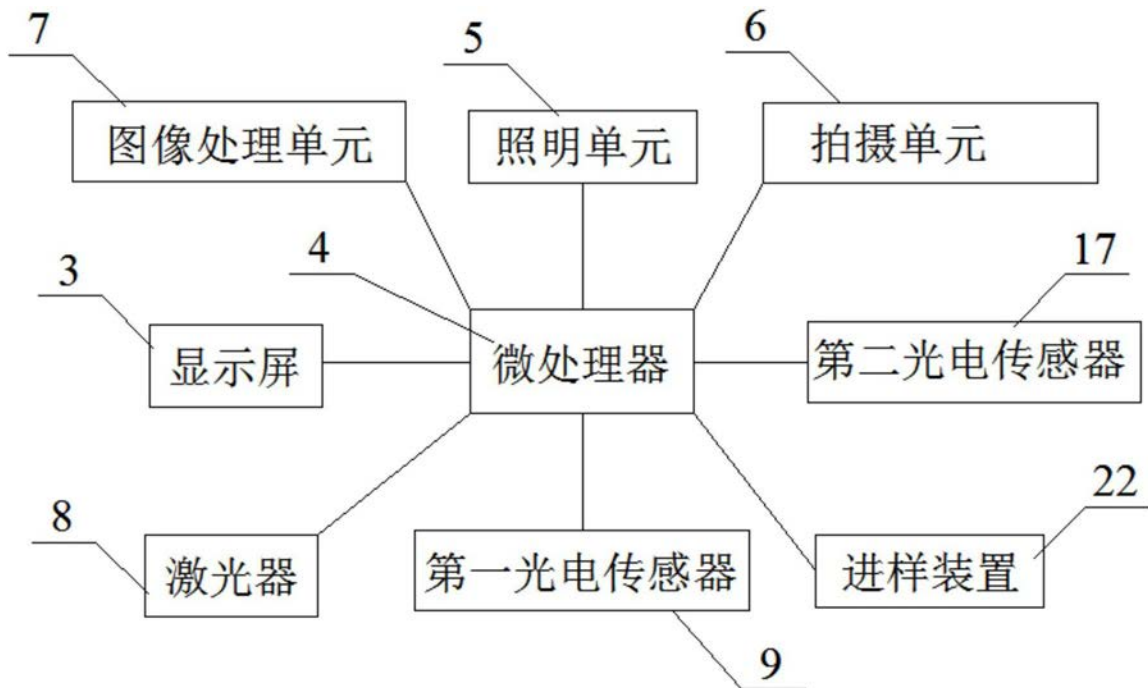 7
5
6
图像处理单元
照明单元
拍摄单元
3
4
17
显示屏
微处理器
第二光电传感器
8
22
激光器
第一光电传感器
进样装置
9